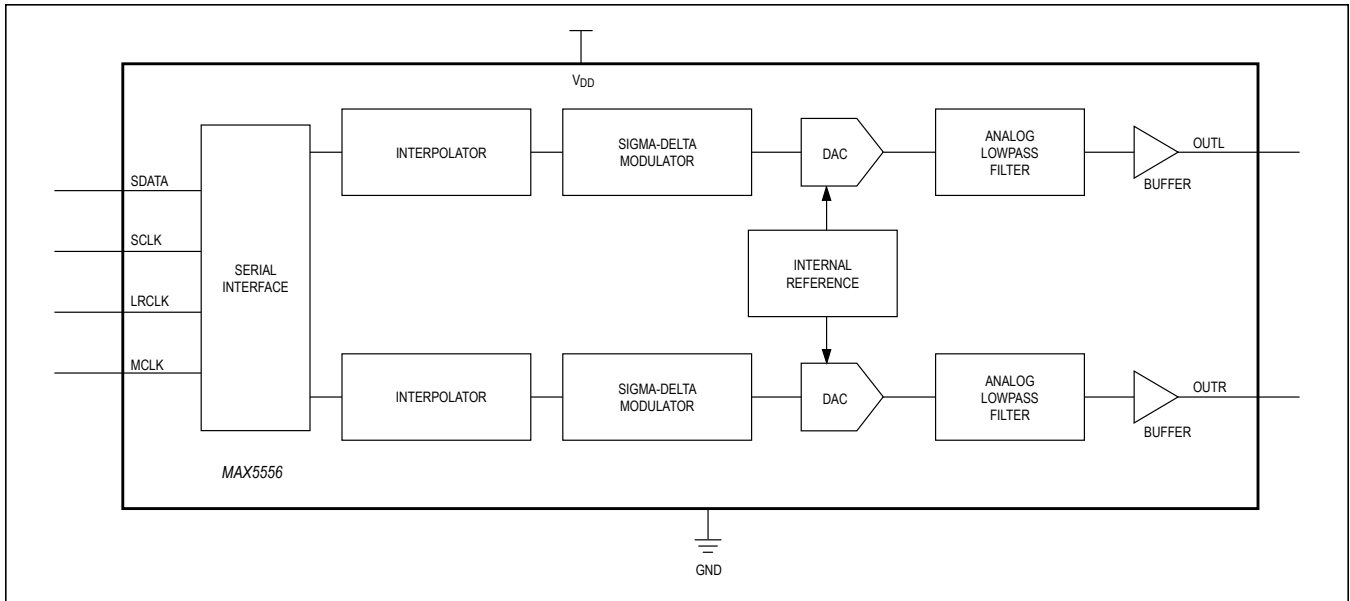 VDD
INTERPOLATOR
SIGMA-DELTA
MODULATOR
DAC
ANALOG
LOWPASS
FILTER
BUFFER
OUTL
SDATA
SCLK
LRCLK
MCLK
SERIAL
INTERFACE
INTERNAL
REFERENCE
INTERPOLATOR
SIGMA-DELTA
MODULATOR
DAC
ANALOG
LOWPASS
FILTER
BUFFER
OUTR
MAX5556
GND